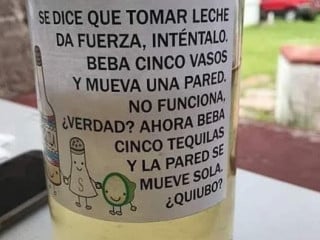 SE DICE QUE TOMAR LECHE
DA FUERZA, INTÉNTALO.
BEBA CINCO VASOS
Y MUEVA UNA PARED.
NO FUNCIONA,
¿VERDAD? AHORA BEBA
CINCO TEQUILAS
Y LA PARED SE
MUEVE SOLA.
¿QUIUBO?
S